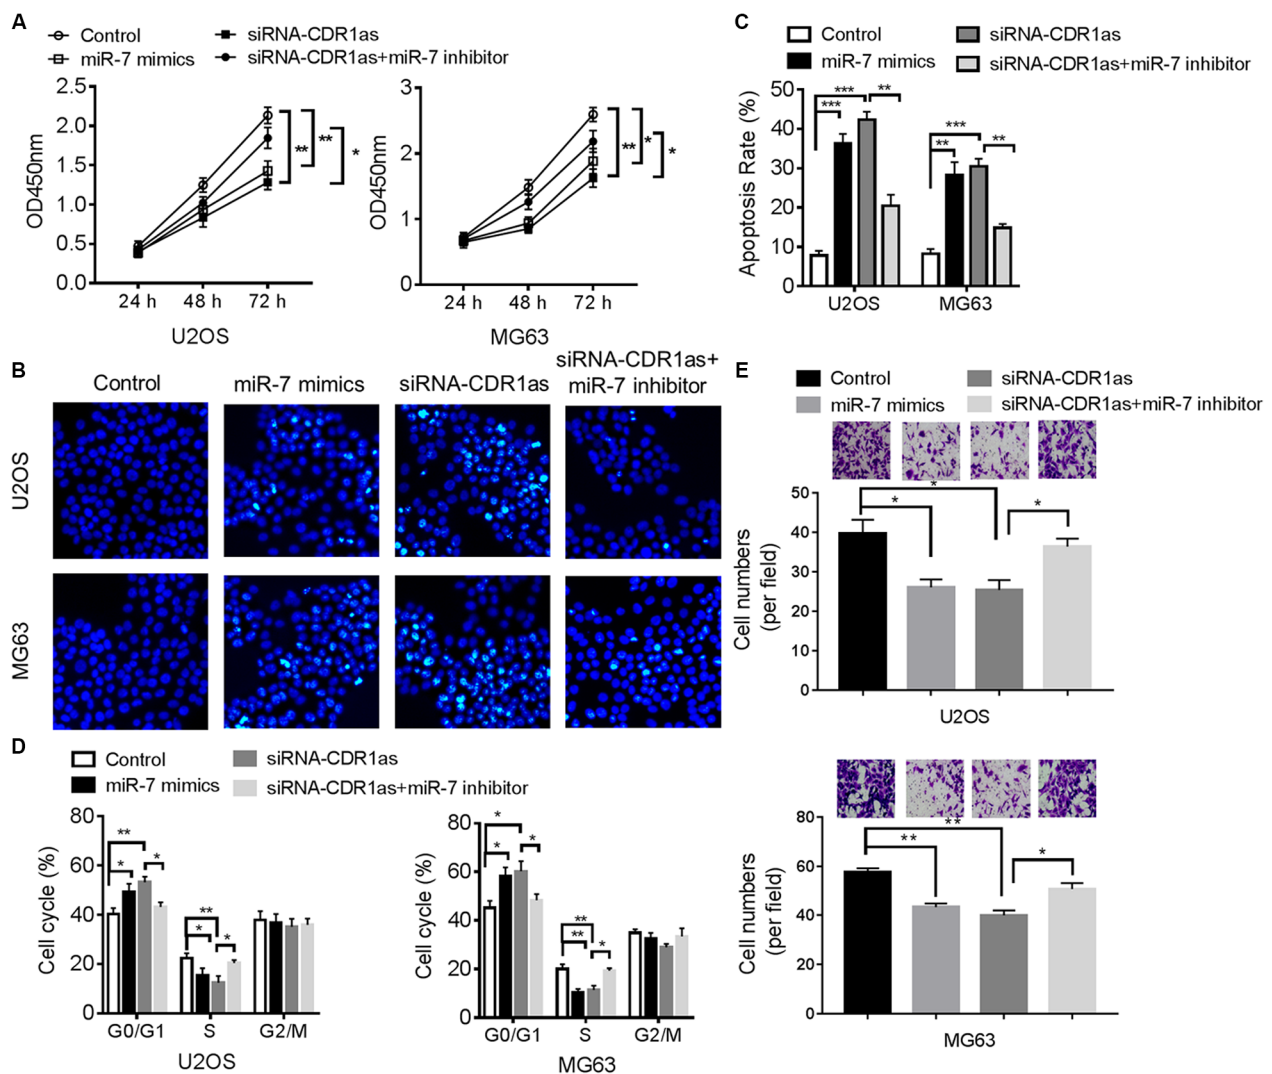 A
Control
siRNA-CDR1as
miR-7 mimics
siRNA-CDR1as+miR-7 inhibitor
OD450nm
2.5
2.0
1.5
1.0
0.5
0.0
**
**
*
24 h 48 h 72 h
U2OS
OD450nm
3
2
1
0
**
*
*
24 h 48 h 72 h
MG63
C
Control
siRNA-CDR1as
miR-7 mimics
siRNA-CDR1as+miR-7 inhibitor
Apoptosis Rate (%)
50
40
30
20
10
0
***
***
**
***
**
**
U2OS MG63
B
Control
miR-7 mimics
siRNA-CDR1as
siRNA-CDR1as+
miR-7 inhibitor
U2OS
MG63
D
Control
siRNA-CDR1as
miR-7 mimics
siRNA-CDR1as+miR-7 inhibitor
Cell cycle (%)
80
60
40
20
0
**
*
*
**
*
*
G0/G1 S G2/M
U2OS
Cell cycle (%)
80
60
40
20
0
*
*
*
**
**
*
G0/G1 S G2/M
MG63
E
Control
siRNA-CDR1as
miR-7 mimics
siRNA-CDR1as+miR-7 inhibitor
Cell numbers
(per field)
50
40
30
20
10
0
*
*
*
U2OS
Cell numbers
(per field)
80
60
40
20
0
**
**
*
MG63